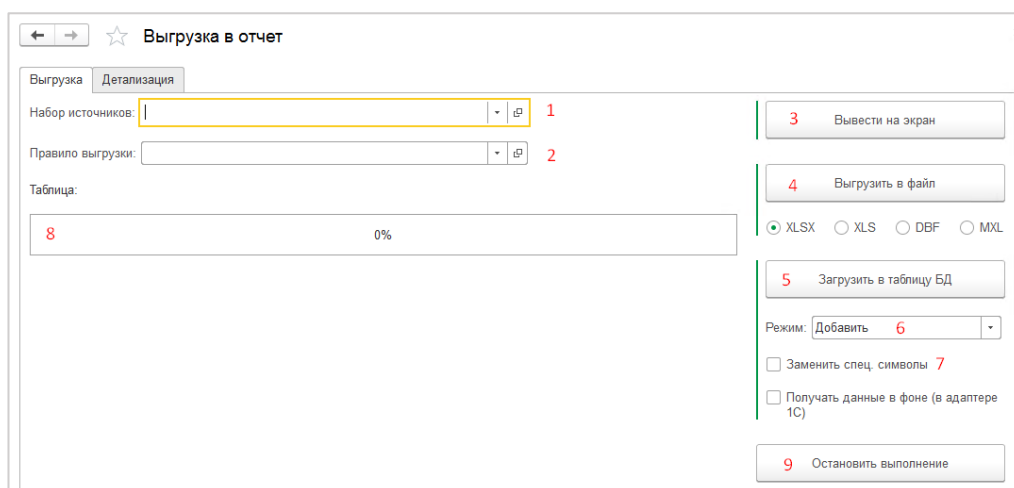 Выгрузка в отчет
Выгрузка Детализация
Набор источников: 1
Правило выгрузки: 2
Таблица:
8 0%
3 Вывести на экран
4 Выгрузить в файл
XLSX XLS DBF MXL
5 Загрузить в таблицу БД
Режим: Добавить 6
Заменить спец. символы 7
Получать данные в фоне (в адаптере
1С)
9 Остановить выполнение